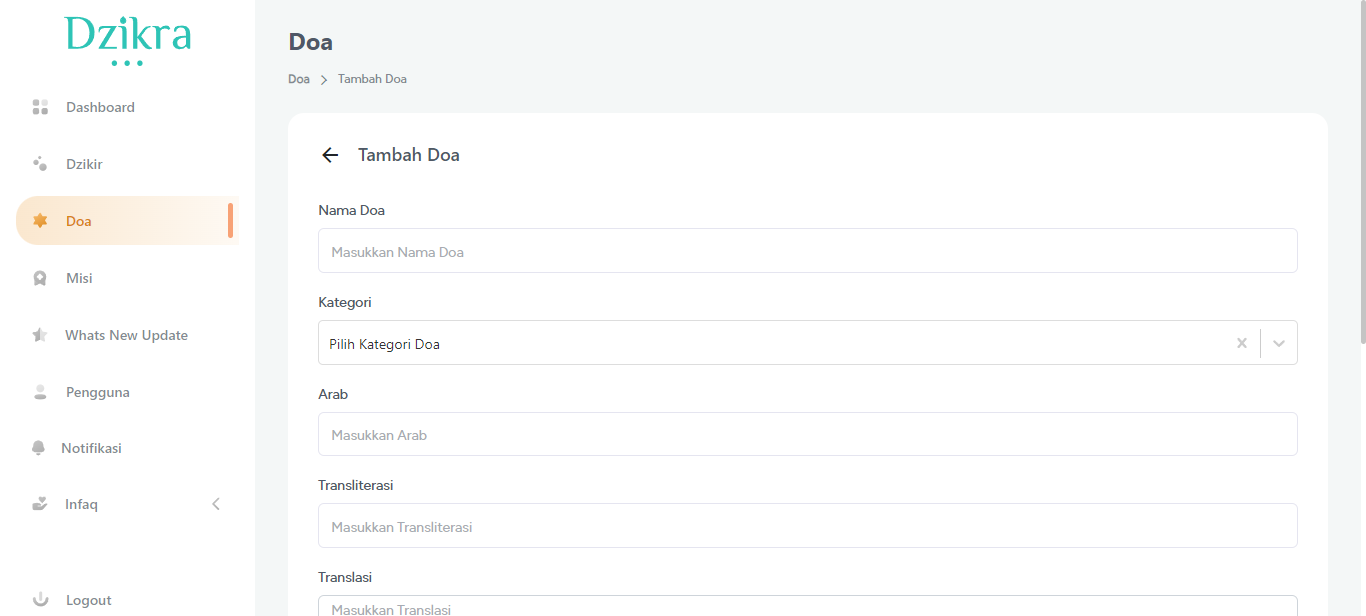 Dzikra
Dashboard
Dzikir
Doa
Misi
Whats New Update
Pengguna
Notifikasi
Infaq
Logout
Doa
Doa > Tambah Doa
Tambah Doa
Nama Doa
Masukkan Nama Doa
Kategori
Pilih Kategori Doa
Arab
Masukkan Arab
Transliterasi
Masukkan Transliterasi
Translasi
Masukkan Translasi